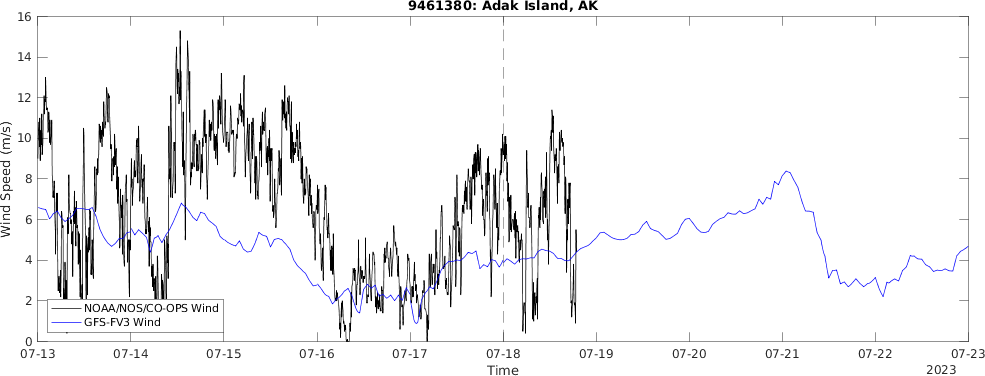 9461380: Adak Island, AK
Wind Speed (m/s)
16
14
12
10
8
6
4
2
0
NOAA/NOS/CO-OPS Wind
GFS-FV3 Wind
07-13 07-14 07-15 07-16 07-17 07-18 07-19 07-20 07-21 07-22 07-23
Time
2023